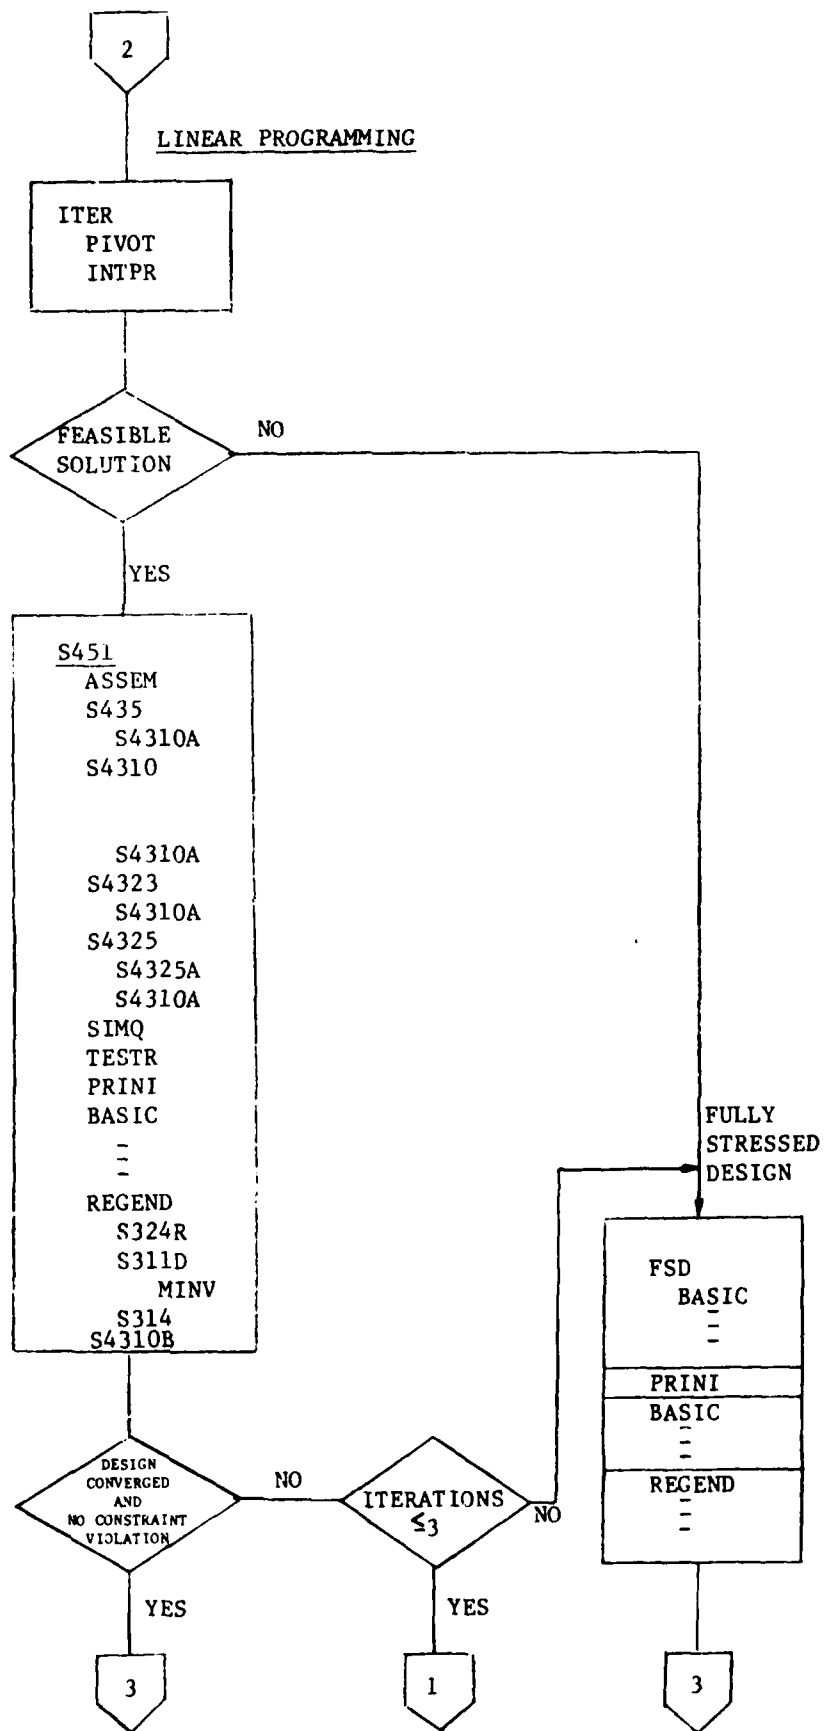 2
LINEAR PROGRAMMING
ITER
PIVOT
INTPR
FEASIBLE
SOLUTION
NO
YES
S451
ASSEM
S435
S4310A
S4310
S4310A
S4323
S4310A
S4325
S4325A
S4310A
SIMQ
TESTR
PRINI
BASIC
-
-
-
REGEND
S324R
S311D
MINV
S314
S4310B
FULLY
STRESSED
DESIGN
FSD
BASIC
-
-
-
PRINI
BASIC
-
-
-
REGEND
-
-
-
DESIGN
CONVERGED
AND
NO CONSTRAINT
VIOLATION
NO
ITERATIONS
≤3
NO
YES
YES
3
1
3